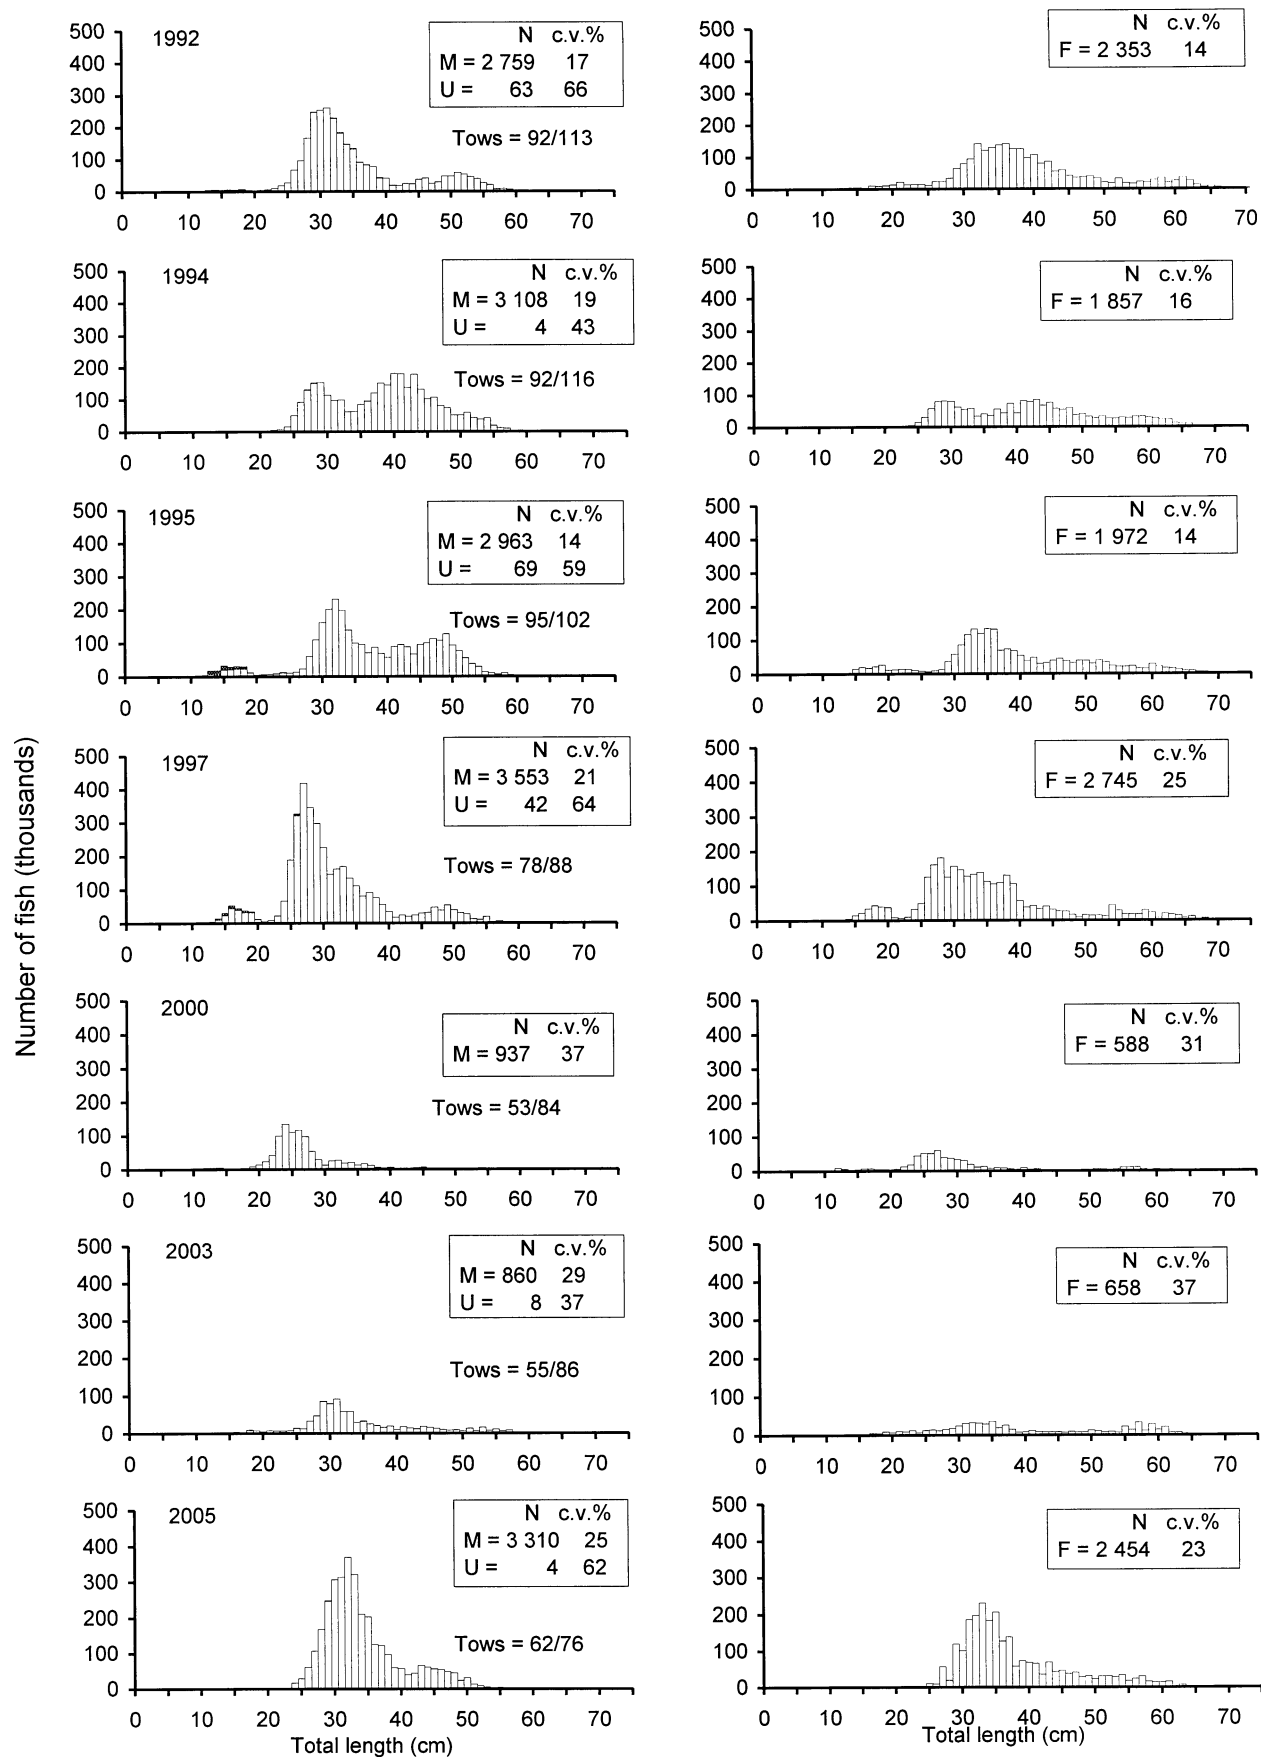 Number of fish (thousands)
1992
N c.v.%
M = 2 759 17
U = 63 66
Tows = 92/113
500
400
300
200
100
0
0 10 20 30 40 50 60 70
N c.v.%
F = 2 353 14
500
400
300
200
100
0
0 10 20 30 40 50 60 70
1994
N c.v.%
M = 3 108 19
U = 4 43
Tows = 92/116
500
400
300
200
100
0
0 10 20 30 40 50 60 70
N c.v.%
F = 1 857 16
500
400
300
200
100
0
0 10 20 30 40 50 60 70
1995
N c.v.%
M = 2 963 14
U = 69 59
Tows = 95/102
500
400
300
200
100
0
0 10 20 30 40 50 60 70
N c.v.%
F = 1 972 14
500
400
300
200
100
0
0 10 20 30 40 50 60 70
1997
N c.v.%
M = 3 553 21
U = 42 64
Tows = 78/88
500
400
300
200
100
0
0 10 20 30 40 50 60 70
N c.v.%
F = 2 745 25
500
400
300
200
100
0
0 10 20 30 40 50 60 70
2000
N c.v.%
M = 937 37
Tows = 53/84
500
400
300
200
100
0
0 10 20 30 40 50 60 70
N c.v.%
F = 588 31
500
400
300
200
100
0
0 10 20 30 40 50 60 70
2003
N c.v.%
M = 860 29
U = 8 37
Tows = 55/86
500
400
300
200
100
0
0 10 20 30 40 50 60 70
N c.v.%
F = 658 37
500
400
300
200
100
0
0 10 20 30 40 50 60 70
2005
N c.v.%
M = 3 310 25
U = 4 62
Tows = 62/76
500
400
300
200
100
0
0 10 20 30 40 50 60 70
Total length (cm)
N c.v.%
F = 2 454 23
500
400
300
200
100
0
0 10 20 30 40 50 60 70
Total length (cm)